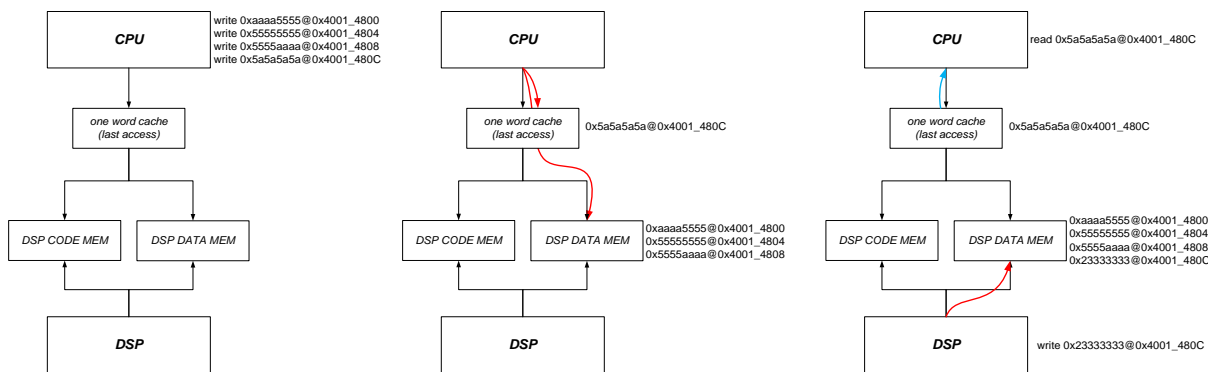 CPU
write 0xaaaa5555@0x4001_4800
write 0x55555555@0x4001_4804
write 0x5555aaaa@0x4001_4808
write 0x5a5a5a5a@0x4001_480C
one word cache
(last access)
DSP CODE MEM
DSP DATA MEM
DSP
CPU
one word cache
(last access)
0x5a5a5a5a@0x4001_480C
DSP CODE MEM
DSP DATA MEM
0xaaaa5555@0x4001_4800
0x55555555@0x4001_4804
0x5555aaaa@0x4001_4808
DSP
CPU
read 0x5a5a5a5a@0x4001_480C
one word cache
(last access)
0x5a5a5a5a@0x4001_480C
DSP CODE MEM
DSP DATA MEM
0xaaaa5555@0x4001_4800
0x55555555@0x4001_4804
0x5555aaaa@0x4001_4808
0x23333333@0x4001_480C
DSP
write 0x23333333@0x4001_480C